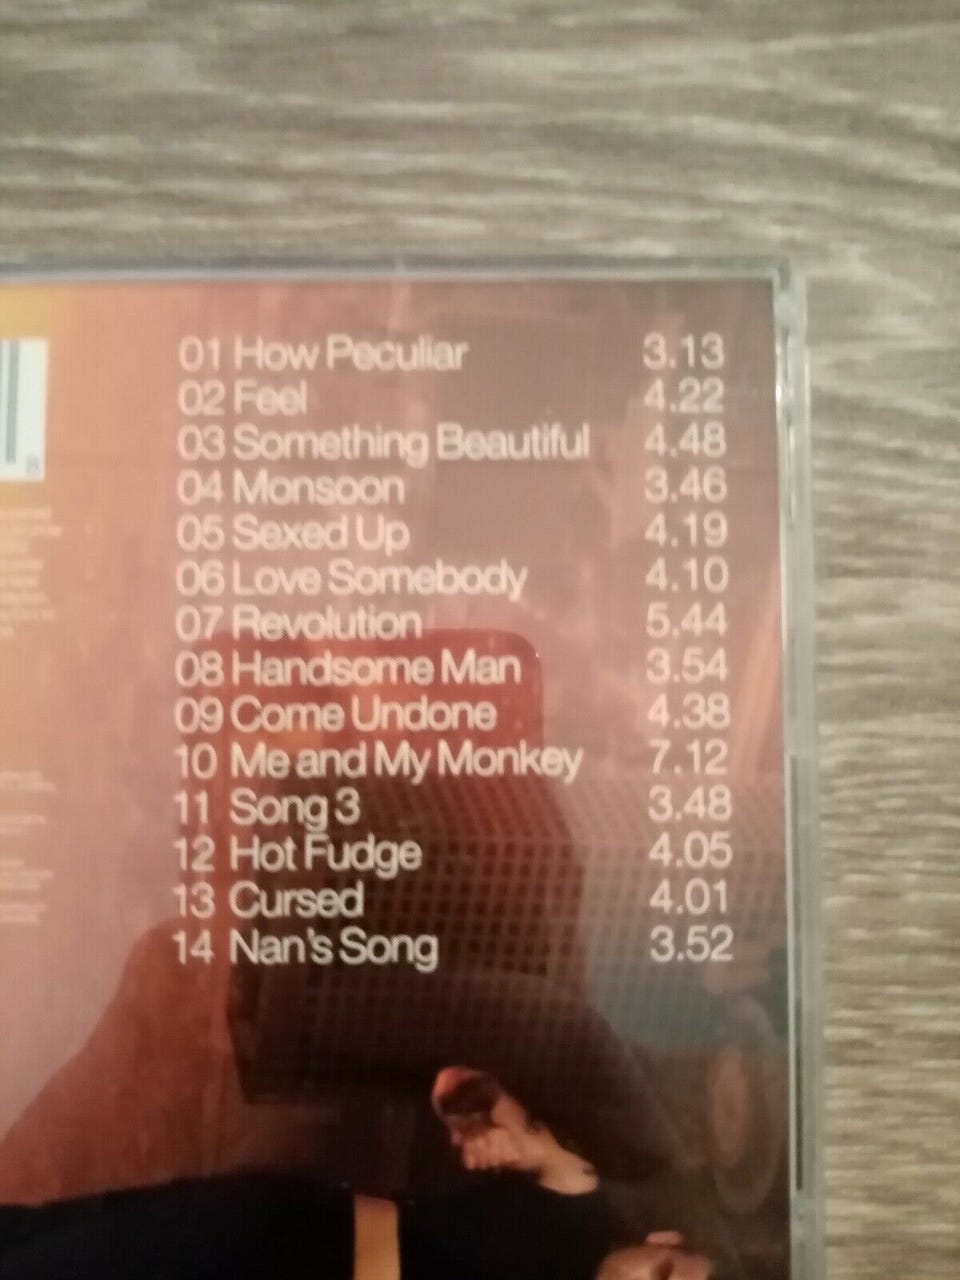 01 How Peculiar 3.13
02 Feel 4.22
03 Something Beautiful 4.48
04 Monsoon 3.46
05 Sexed Up 4.19
06 Love Somebody 4.10
07 Revolution 5.44
08 Handsome Man 3.54
09 Come Undone 4.38
10 Me and My Monkey 7.12
11 Song 3 3.48
12 Hot Fudge 4.05
13 Cursed 4.01
14 Nan's Song 3.52